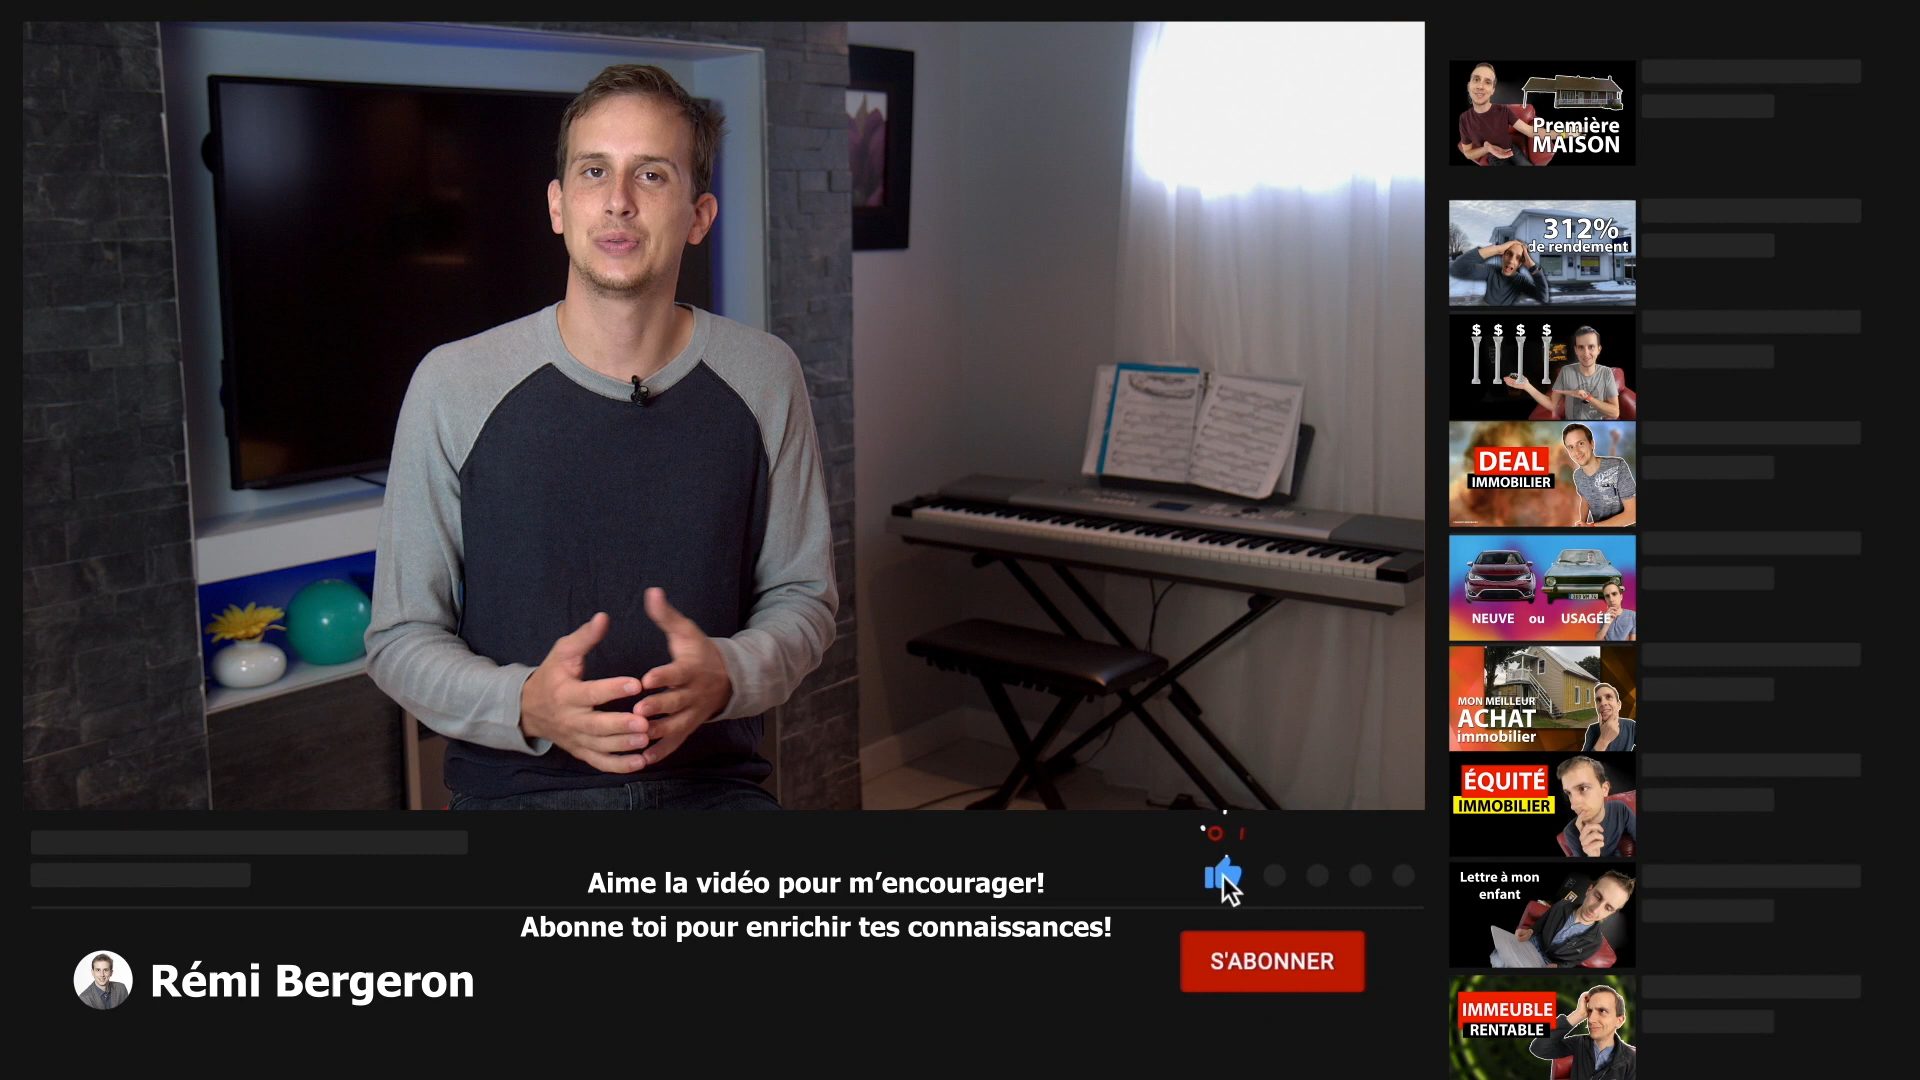 Aime la vidéo pour m’encourager!
Abonne toi pour enrichir tes connaissances!
S'ABONNER
Rémi Bergeron
Première
MAISON
312%
de rendement
$ $ $ $
DEAL
IMMOBILIER
NEUVE ou USAGÉE
MON MEILLEUR
ACHAT
immobilier
ÉQUITÉ
IMMOBILIER
Lettre à mon
enfant
IMMEUBLE
RENTABLE